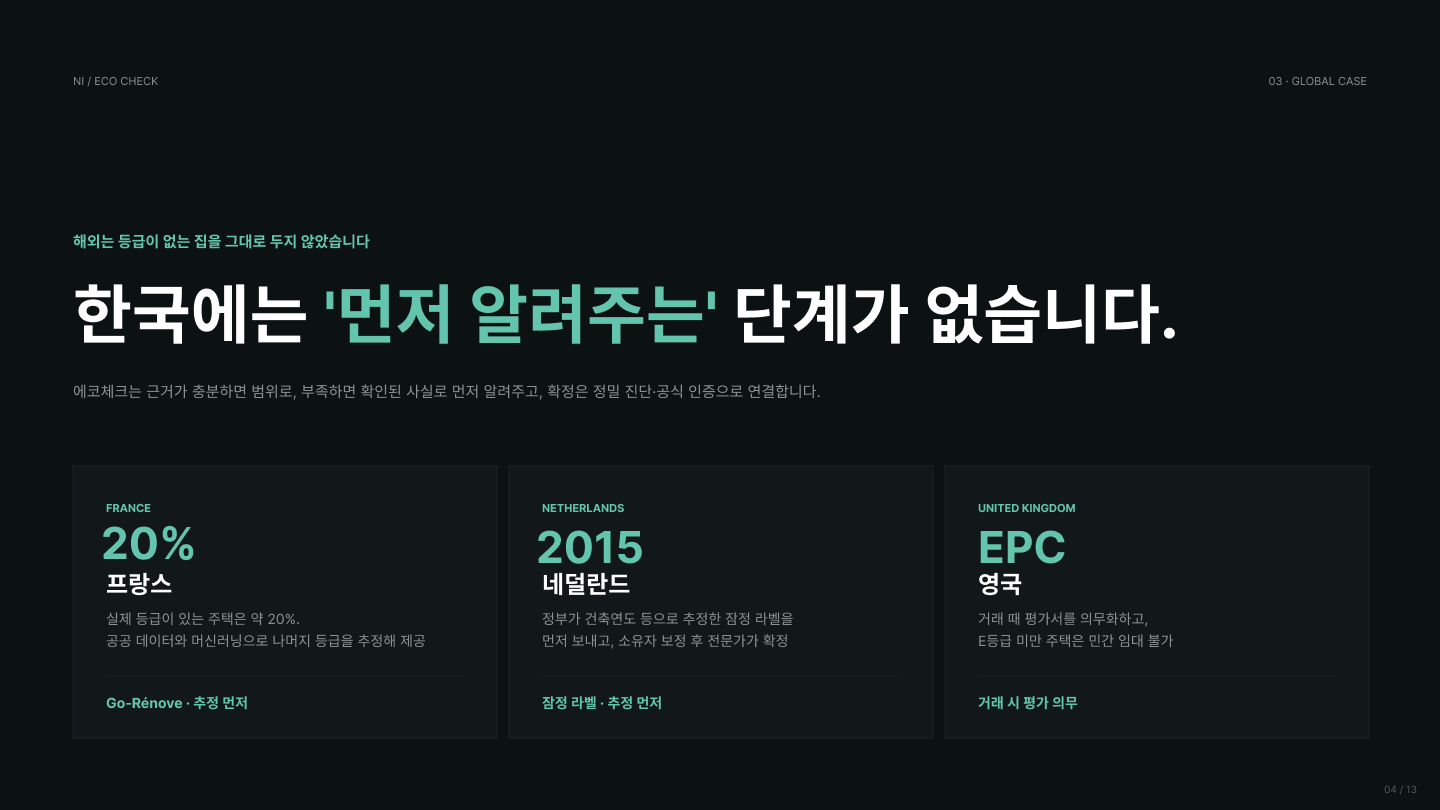 NI / ECO CHECK
03 · GLOBAL CASE
해외는 등급이 없는 집을 그대로 두지 않았습니다
한국에는 '먼저 알려주는' 단계가 없습니다.
에코체크는 근거가 충분하면 범위로, 부족하면 확인된 사실로 먼저 알려주고, 확정은 정밀 진단·공식 인증으로 연결합니다.
FRANCE
20%
프랑스
실제 등급이 있는 주택은 약 20%.
공공 데이터와 머신러닝으로 나머지 등급을 추정해 제공
Go-Rénove · 추정 먼저
NETHERLANDS
2015
네덜란드
정부가 건축연도 등으로 추정한 잠정 라벨을
먼저 보내고, 소유자 보정 후 전문가가 확정
잠정 라벨 · 추정 먼저
UNITED KINGDOM
EPC
영국
거래 때 평가서를 의무화하고,
E등급 미만 주택은 민간 임대 불가
거래 시 평가 의무
04 / 13